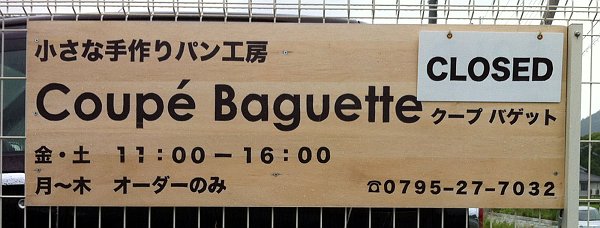 小さな手作りパン工房
CLOSED
Coupé Baguette クープ バゲット
金・土 11:00ー16:00
月〜木 オーダーのみ ☎0795-27-7032